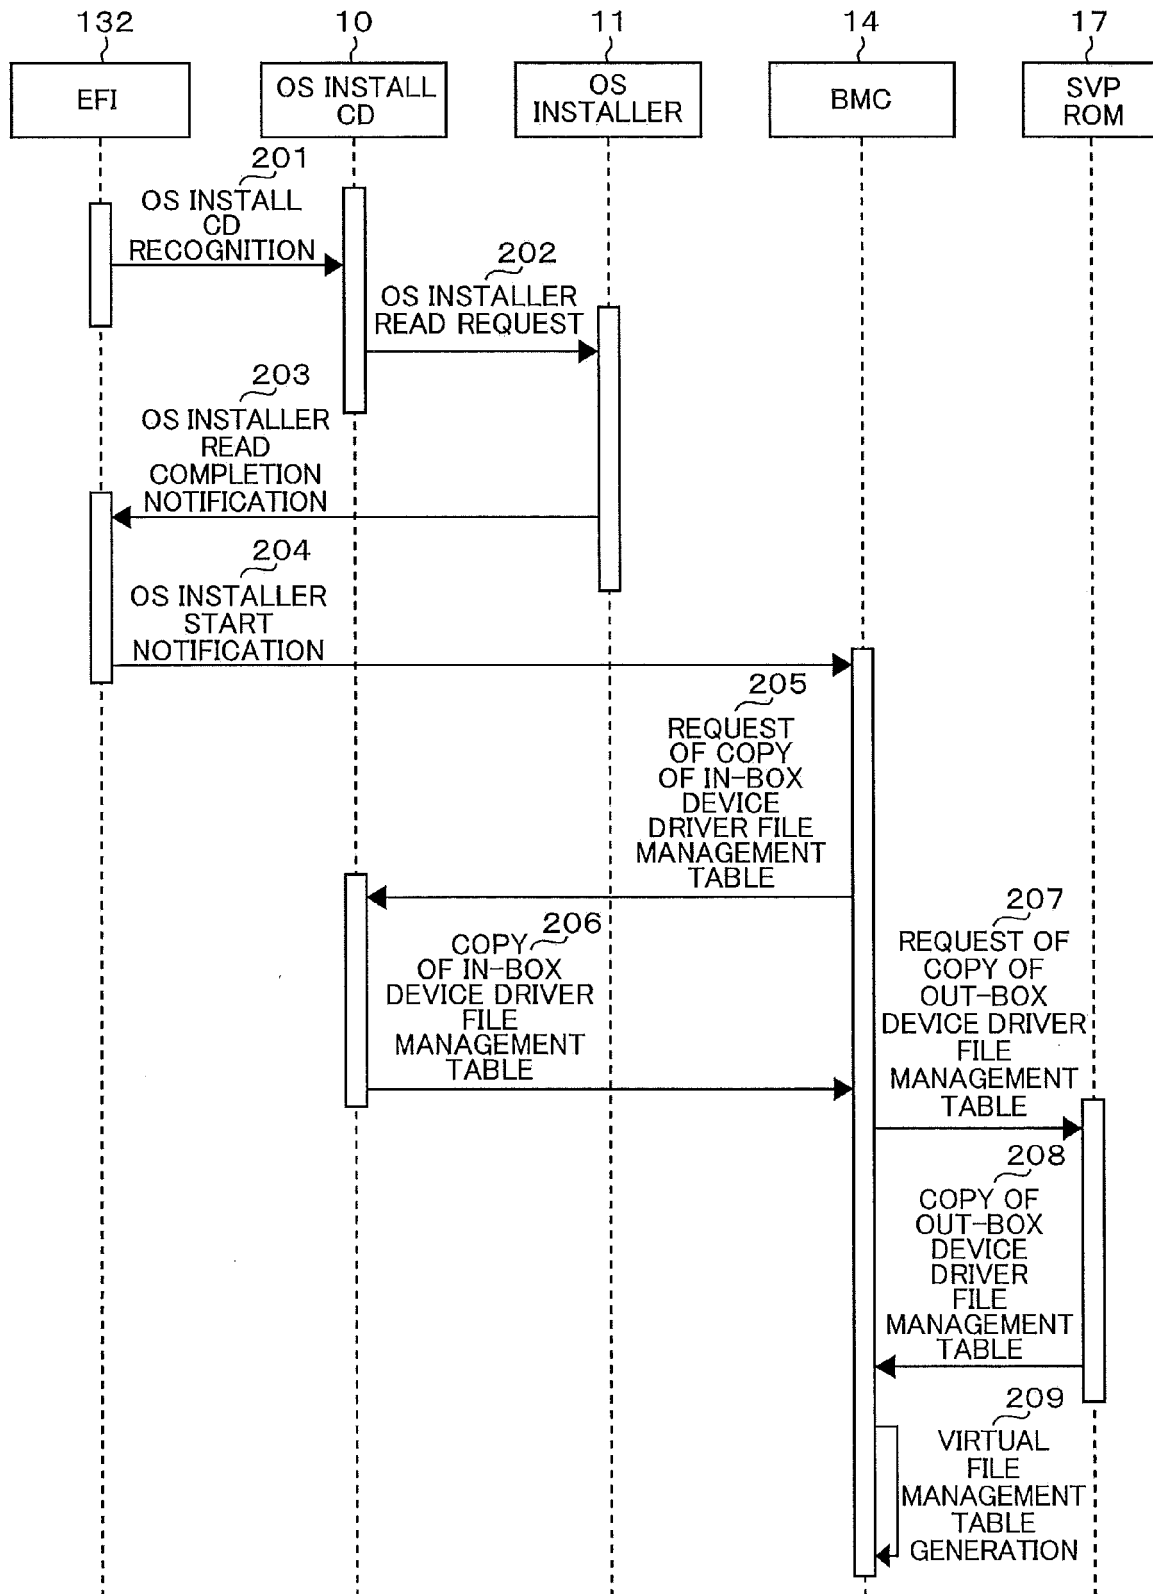 132
10
11
14
17
EFI
OS INSTALL
CD
OS
INSTALLER
BMC
SVP
ROM
201
OS INSTALL
CD
RECOGNITION
202
OS INSTALLER
READ REQUEST
203
OS INSTALLER
READ
COMPLETION
NOTIFICATION
204
OS INSTALLER
START
NOTIFICATION
205
REQUEST
OF COPY
OF IN-BOX
DEVICE
DRIVER FILE
MANAGEMENT
TABLE
206
COPY
OF IN-BOX
DEVICE DRIVER
FILE
MANAGEMENT
TABLE
207
REQUEST OF
COPY OF
OUT-BOX
DEVICE DRIVER
FILE
MANAGEMENT
TABLE
208
COPY OF
OUT-BOX
DEVICE
DRIVER
FILE
MANAGEMENT
TABLE
209
VIRTUAL
FILE
MANAGEMENT
TABLE
GENERATION